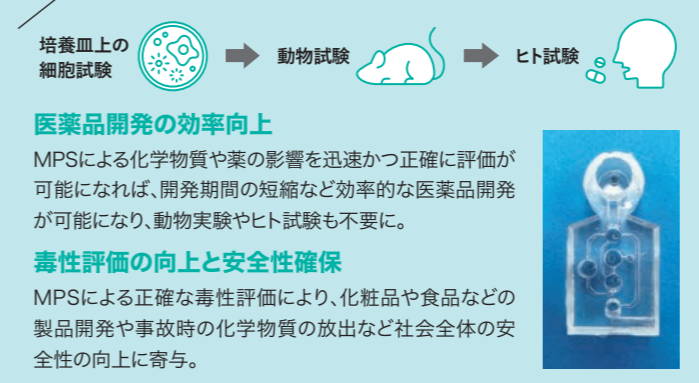 培養皿上の
細胞試験
動物試験
ヒト試験
医薬品開発の効率向上
MPSによる化学物質や薬の影響を迅速かつ正確に評価が
可能になれば、開発期間の短縮など効率的な医薬品開発
が可能になり、動物実験やヒト試験も不要に。
毒性評価の向上と安全性確保
MPSによる正確な毒性評価により、化粧品や食品などの
製品開発や事故時の化学物質の放出など社会全体の安
全性の向上に寄与。